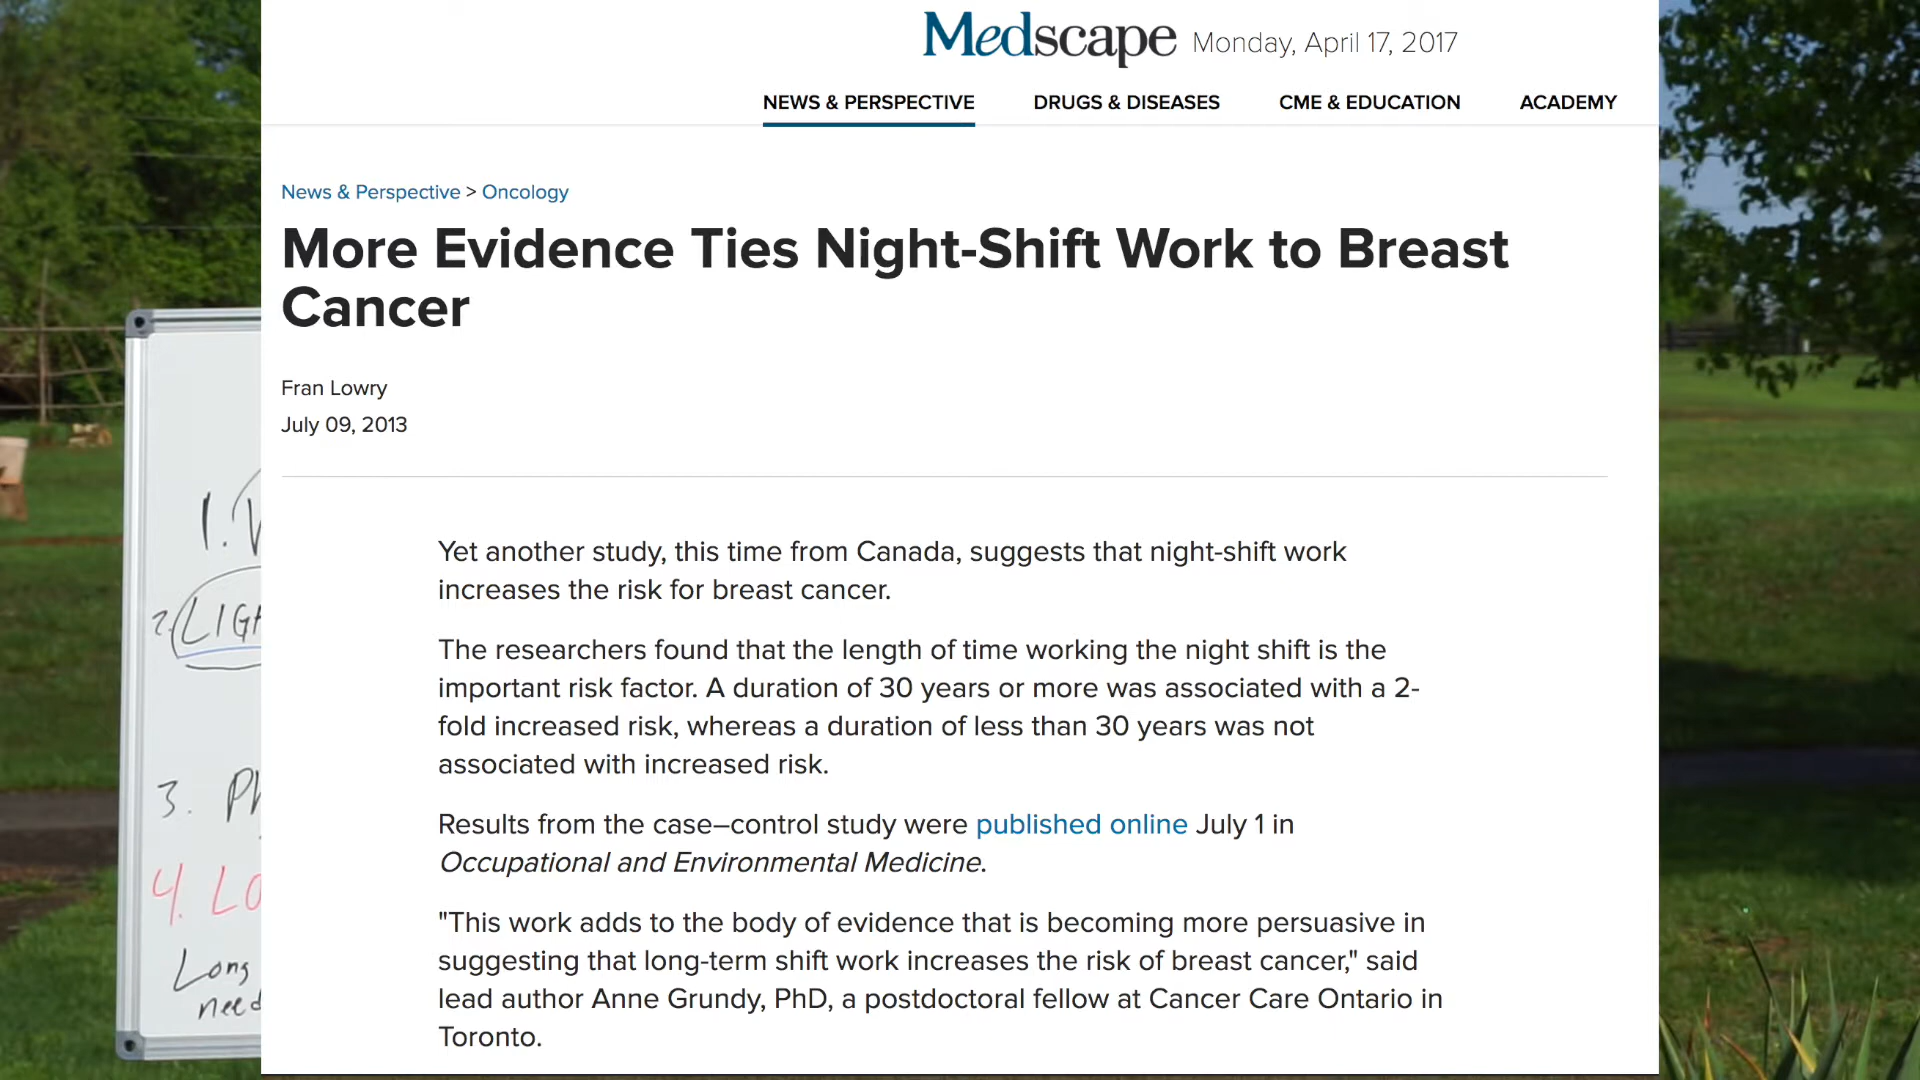 Medscape Monday, April 17, 2017
NEWS & PERSPECTIVE DRUGS & DISEASES CME & EDUCATION ACADEMY
News & Perspective > Oncology
More Evidence Ties Night-Shift Work to Breast
Cancer
Fran Lowry
July 09, 2013
Yet another study, this time from Canada, suggests that night-shift work
increases the risk for breast cancer.
The researchers found that the length of time working the night shift is the
important risk factor. A duration of 30 years or more was associated with a 2-
fold increased risk, whereas a duration of less than 30 years was not
associated with increased risk.
Results from the case–control study were published online July 1 in
Occupational and Environmental Medicine.
"This work adds to the body of evidence that is becoming more persuasive in
suggesting that long-term shift work increases the risk of breast cancer," said
lead author Anne Grundy, PhD, a postdoctoral fellow at Cancer Care Ontario in
Toronto.
1.
2.
3.
4.
Long
need